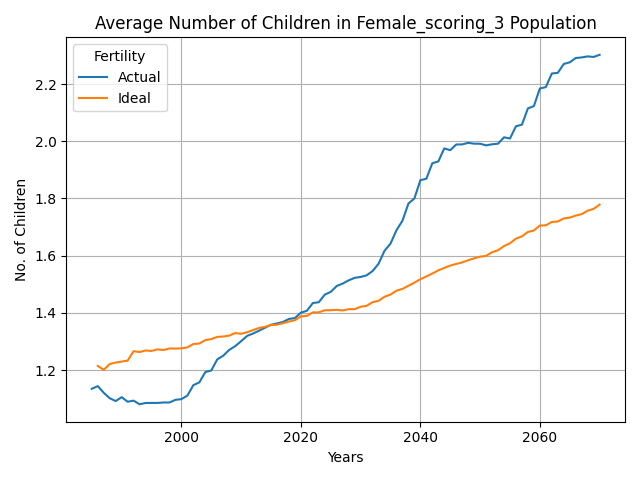 Average Number of Children in Female_scoring_3 Population
Fertility
Actual
Ideal
No. of Children
2.2
2.0
1.8
1.6
1.4
1.2
2000
2020
2040
2060
Years